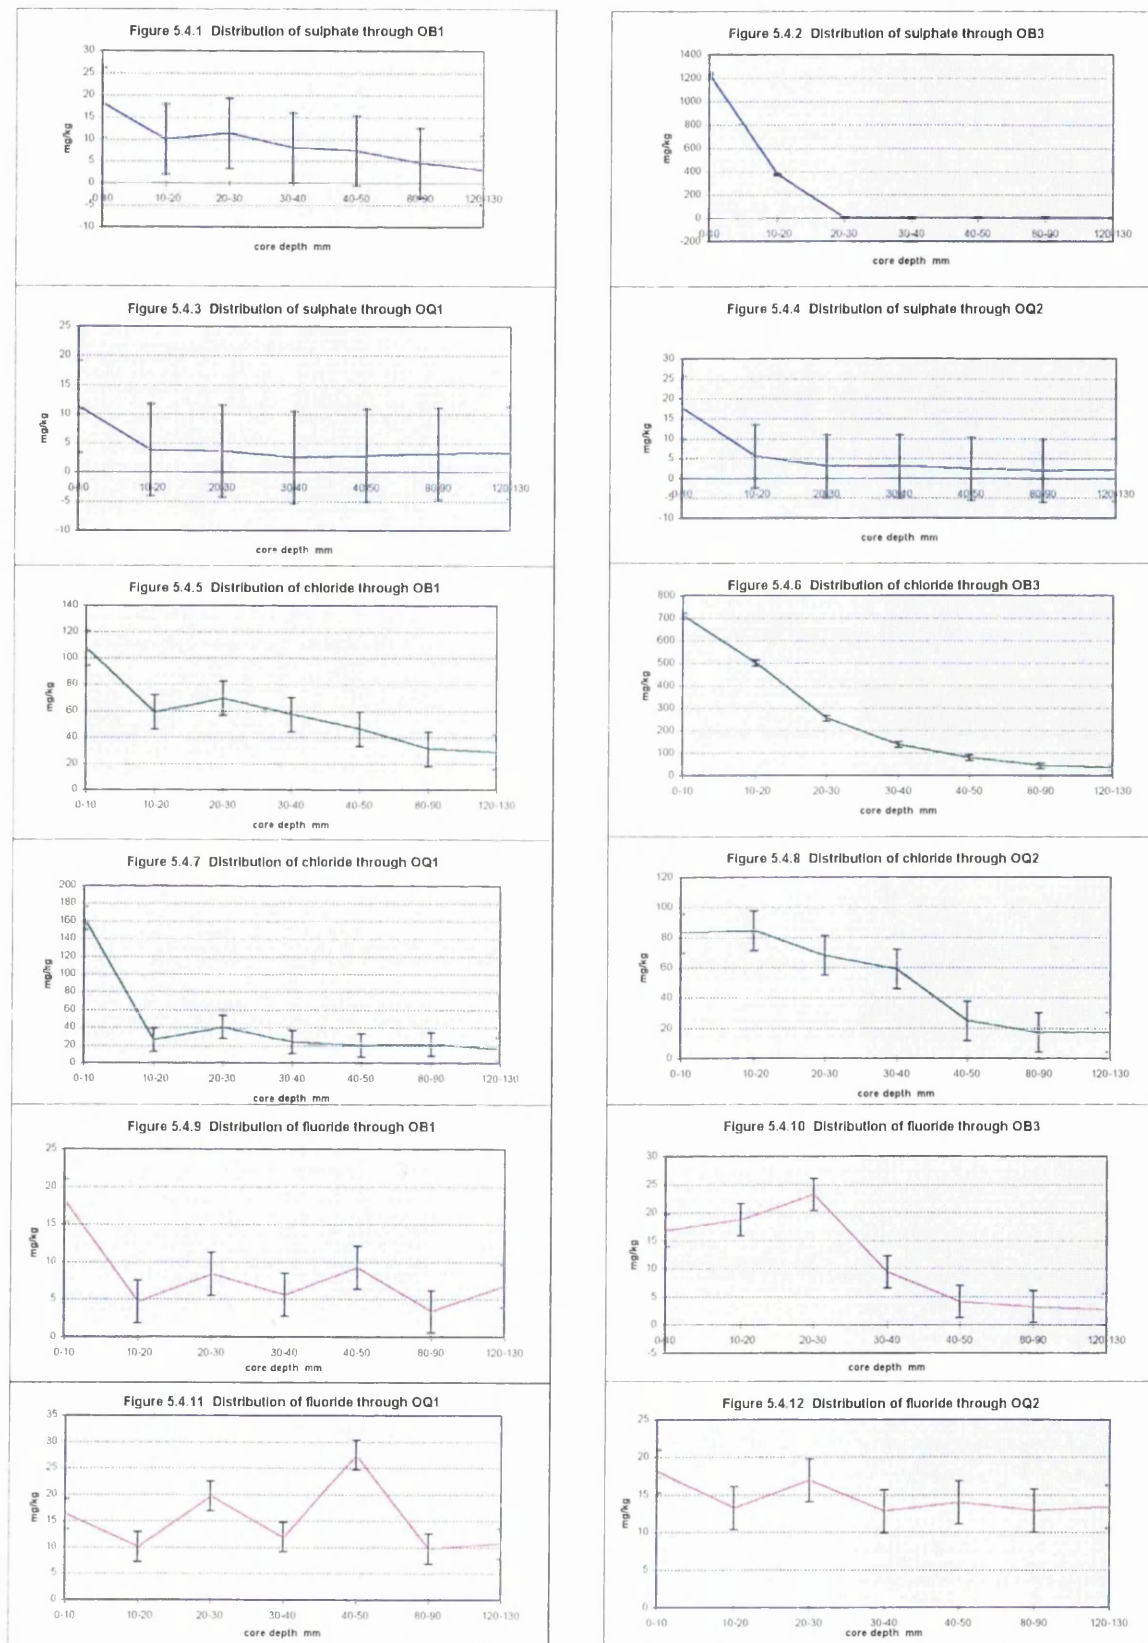 Figure 5.4.1 Distribution of sulphate through OB1
30
25
20
15
10
5
0
-5
-10
mg/kg
0-10 10-20 20-30 30-40 40-50 80-90 120-130
core depth mm
Figure 5.4.2 Distribution of sulphate through OB3
1400
1200
1000
800
600
400
200
0
-200
mg/kg
0-10 10-20 20-30 30-40 40-50 80-90 120-130
core depth mm
Figure 5.4.3 Distribution of sulphate through OQ1
25
20
15
10
5
0
-5
-10
mg/kg
0-10 10-20 20-30 30-40 40-50 80-90 120-130
core depth mm
Figure 5.4.4 Distribution of sulphate through OQ2
30
25
20
15
10
5
0
-5
-10
mg/kg
0-10 10-20 20-30 30-40 40-50 80-90 120-130
core depth mm
Figure 5.4.5 Distribution of chloride through OB1
140
120
100
80
60
40
20
0
mg/kg
0-10 10-20 20-30 30-40 40-50 80-90 120-130
core depth mm
Figure 5.4.6 Distribution of chloride through OB3
800
700
600
500
400
300
200
100
0
mg/kg
0-10 10-20 20-30 30-40 40-50 80-90 120-130
core depth mm
Figure 5.4.7 Distribution of chloride through OQ1
200
180
160
140
120
100
80
60
40
20
0
mg/kg
0-10 10-20 20-30 30-40 40-50 80-90 120-130
core depth mm
Figure 5.4.8 Distribution of chloride through OQ2
120
100
80
60
40
20
0
mg/kg
0-10 10-20 20-30 30-40 40-50 80-90 120-130
core depth mm
Figure 5.4.9 Distribution of fluoride through OB1
25
20
15
10
5
0
mg/kg
0-10 10-20 20-30 30-40 40-50 80-90 120-130
core depth mm
Figure 5.4.10 Distribution of fluoride through OB3
30
25
20
15
10
5
0
-5
mg/kg
0-10 10-20 20-30 30-40 40-50 80-90 120-130
core depth mm
Figure 5.4.11 Distribution of fluoride through OQ1
35
30
25
20
15
10
5
0
mg/kg
0-10 10-20 20-30 30-40 40-50 80-90 120-130
core depth mm
Figure 5.4.12 Distribution of fluoride through OQ2
25
20
15
10
5
0
mg/kg
0-10 10-20 20-30 30-40 40-50 80-90 120-130
core depth mm